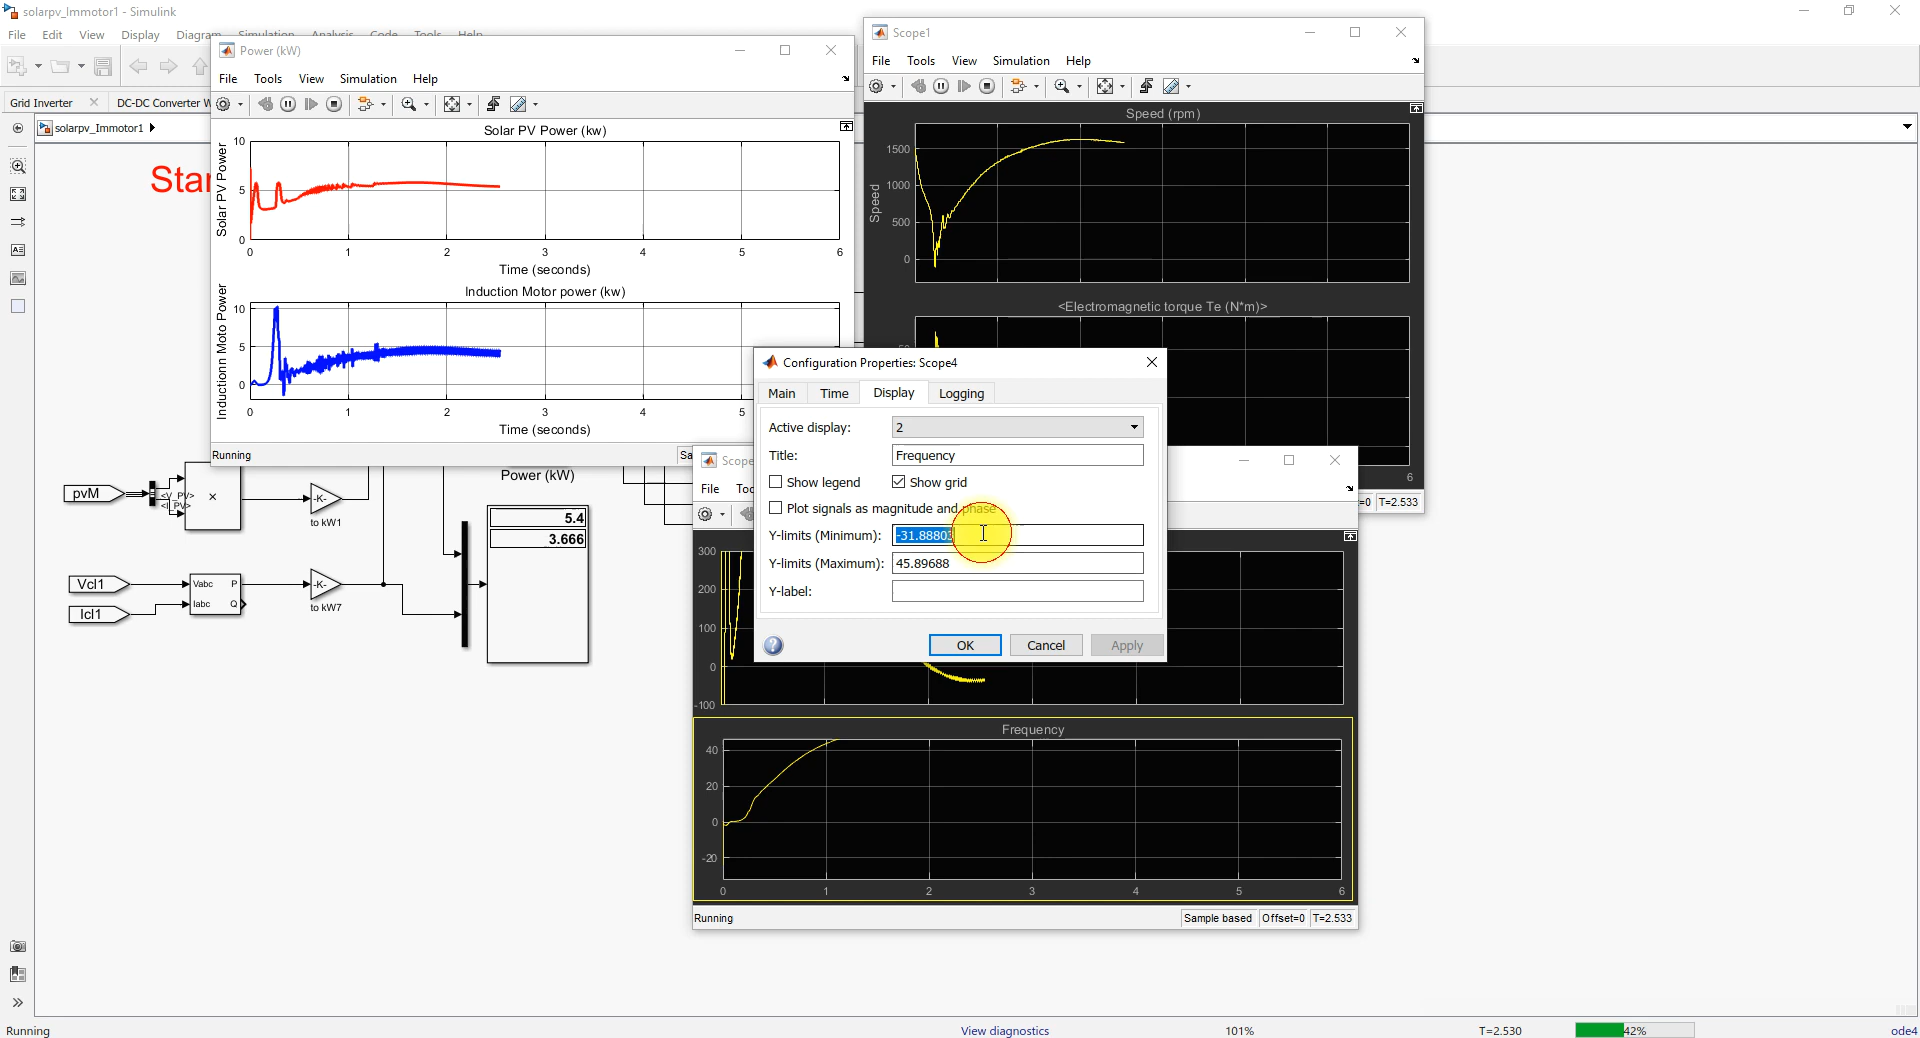 solarpv_Immotor1 - Simulink
File Edit View Display Diagram Simulation Analysis Code Tools Help
Grid Inverter
DC-DC Converter W
solarpv_Immotor1
Star
Power (kW)
File Tools View Simulation Help
Solar PV Power (kw)
Solar PV Power
10
5
0
0 1 2 3 4 5 6
Time (seconds)
Induction Motor power (kw)
Inductionn Moto Power
10
5
0
0 1 2 3 4 5
Time (seconds)
Running
Sa
Scope1
File Tools View Simulation Help
Speed (rpm)
Speed
1500
1000
500
0
<Electromagnetic torque Te (N*m)>
6
=0 T=2.533
Configuration Properties: Scope4
Main Time Display Logging
Active display: 2
Title: Frequency
Show legend Show grid
Plot signals as magnitude and phase
Y-limits (Minimum): -31.88803
Y-limits (Maximum): 45.89688
Y-label:
OK Cancel Apply
Scope
File Too
300
200
100
0
-100
Frequency
40
20
0
-20
0 1 2 3 4 5 6
Running
Sample based Offset=0 T=2.533
Power (kW)
pvM
<V_PV>
<I_PV>
×
-K-
to kW1
5.4
3.666
Vcl1
Icl1
Vabc P
Iabc Q
-K-
to kW7
Running
View diagnostics
101%
T=2.530
42%
ode4